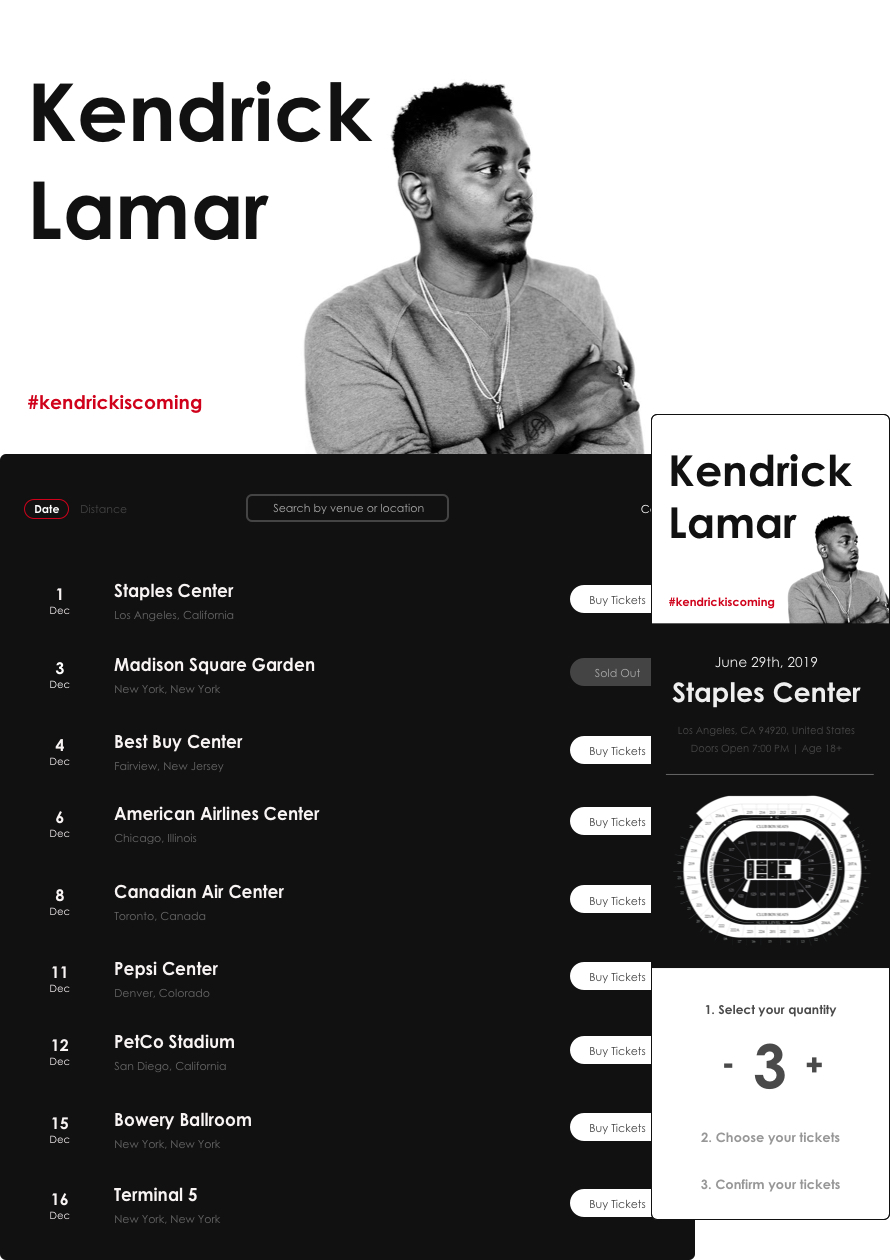 Kendrick
Lamar
#kendrickiscoming
Date
Distance
Search by venue or location
1
Dec
Staples Center
Los Angeles, California
Buy Tickets
3
Dec
Madison Square Garden
New York, New York
Sold Out
4
Dec
Best Buy Center
Fairview, New Jersey
Buy Tickets
6
Dec
American Airlines Center
Chicago, Illinois
Buy Tickets
8
Dec
Canadian Air Center
Toronto, Canada
Buy Tickets
11
Dec
Pepsi Center
Denver, Colorado
Buy Tickets
12
Dec
PetCo Stadium
San Diego, California
Buy Tickets
15
Dec
Bowery Ballroom
New York, New York
Buy Tickets
16
Dec
Terminal 5
New York, New York
Buy Tickets
Kendrick
Lamar
#kendrickiscoming
June 29th, 2019
Staples Center
Los Angeles, CA 94920, United States
Doors Open 7:00 PM | Age 18+
CLUB BOX SEATS
CLUB BOX SEATS
1. Select your quantity
- 3 +
2. Choose your tickets
3. Confirm your tickets